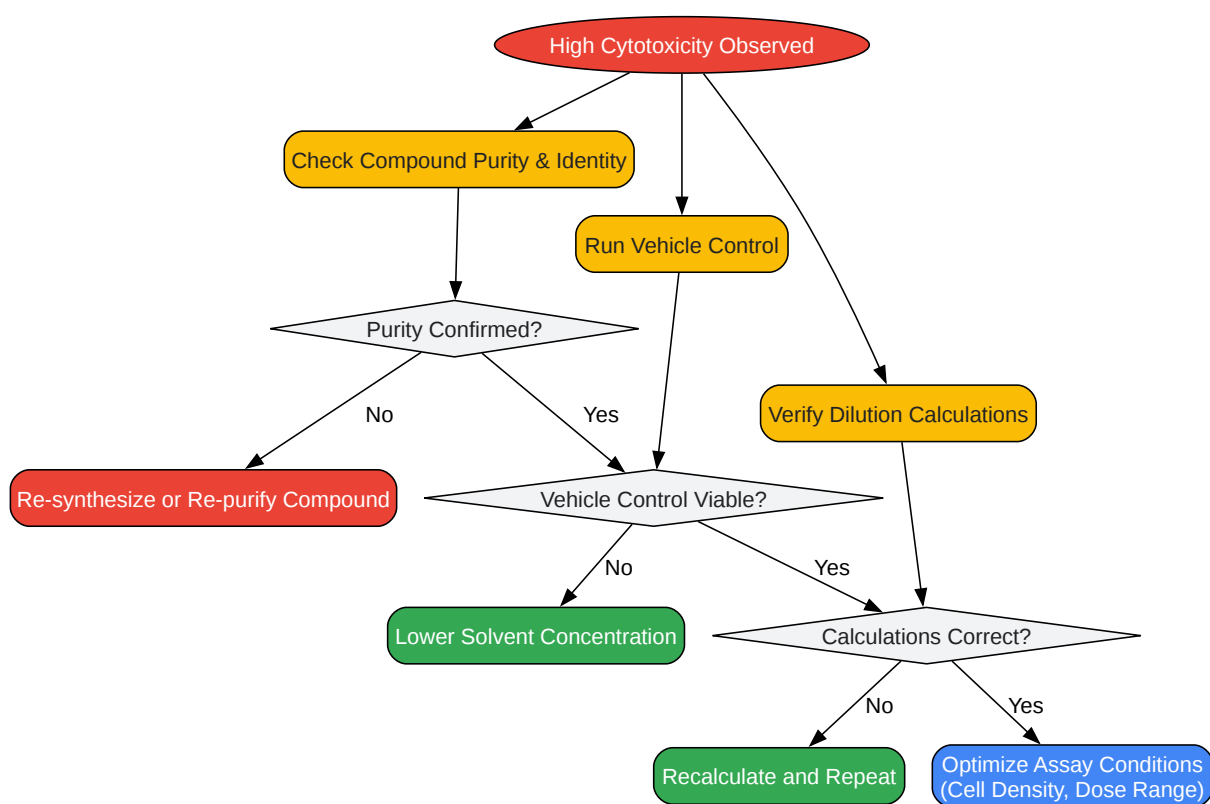 High Cytotoxicity Observed
Check Compound Purity & Identity
Run Vehicle Control
Purity Confirmed?
Verify Dilution Calculations
No
Yes
Re-synthesize or Re-purify Compound
Vehicle Control Viable?
No
Yes
Lower Solvent Concentration
Calculations Correct?
No
Yes
Recalculate and Repeat
Optimize Assay Conditions
(Cell Density, Dose Range)